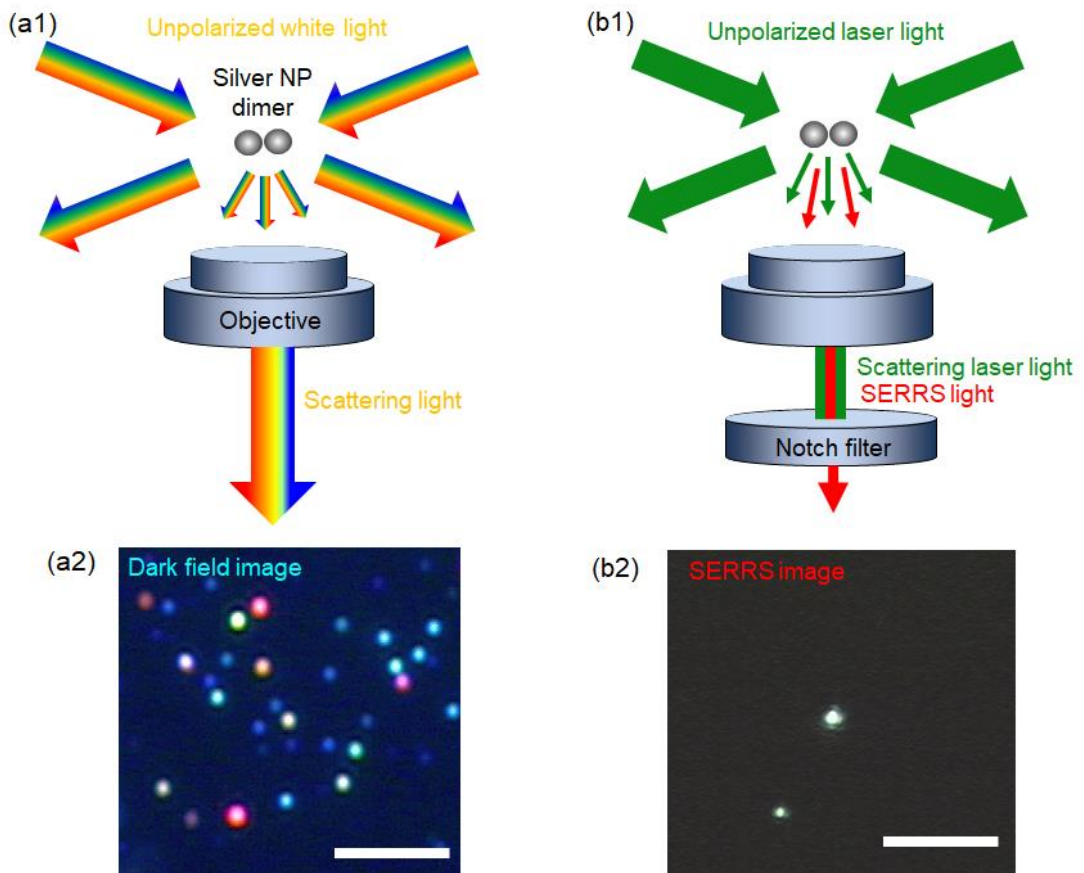 (a1)
Unpolarized white light
Silver NP
dimer
Objective
Scattering light
(a2)
Dark field image
(b1)
Unpolarized laser light
Scattering laser light
SERRS light
Notch filter
(b2)
SERRS image